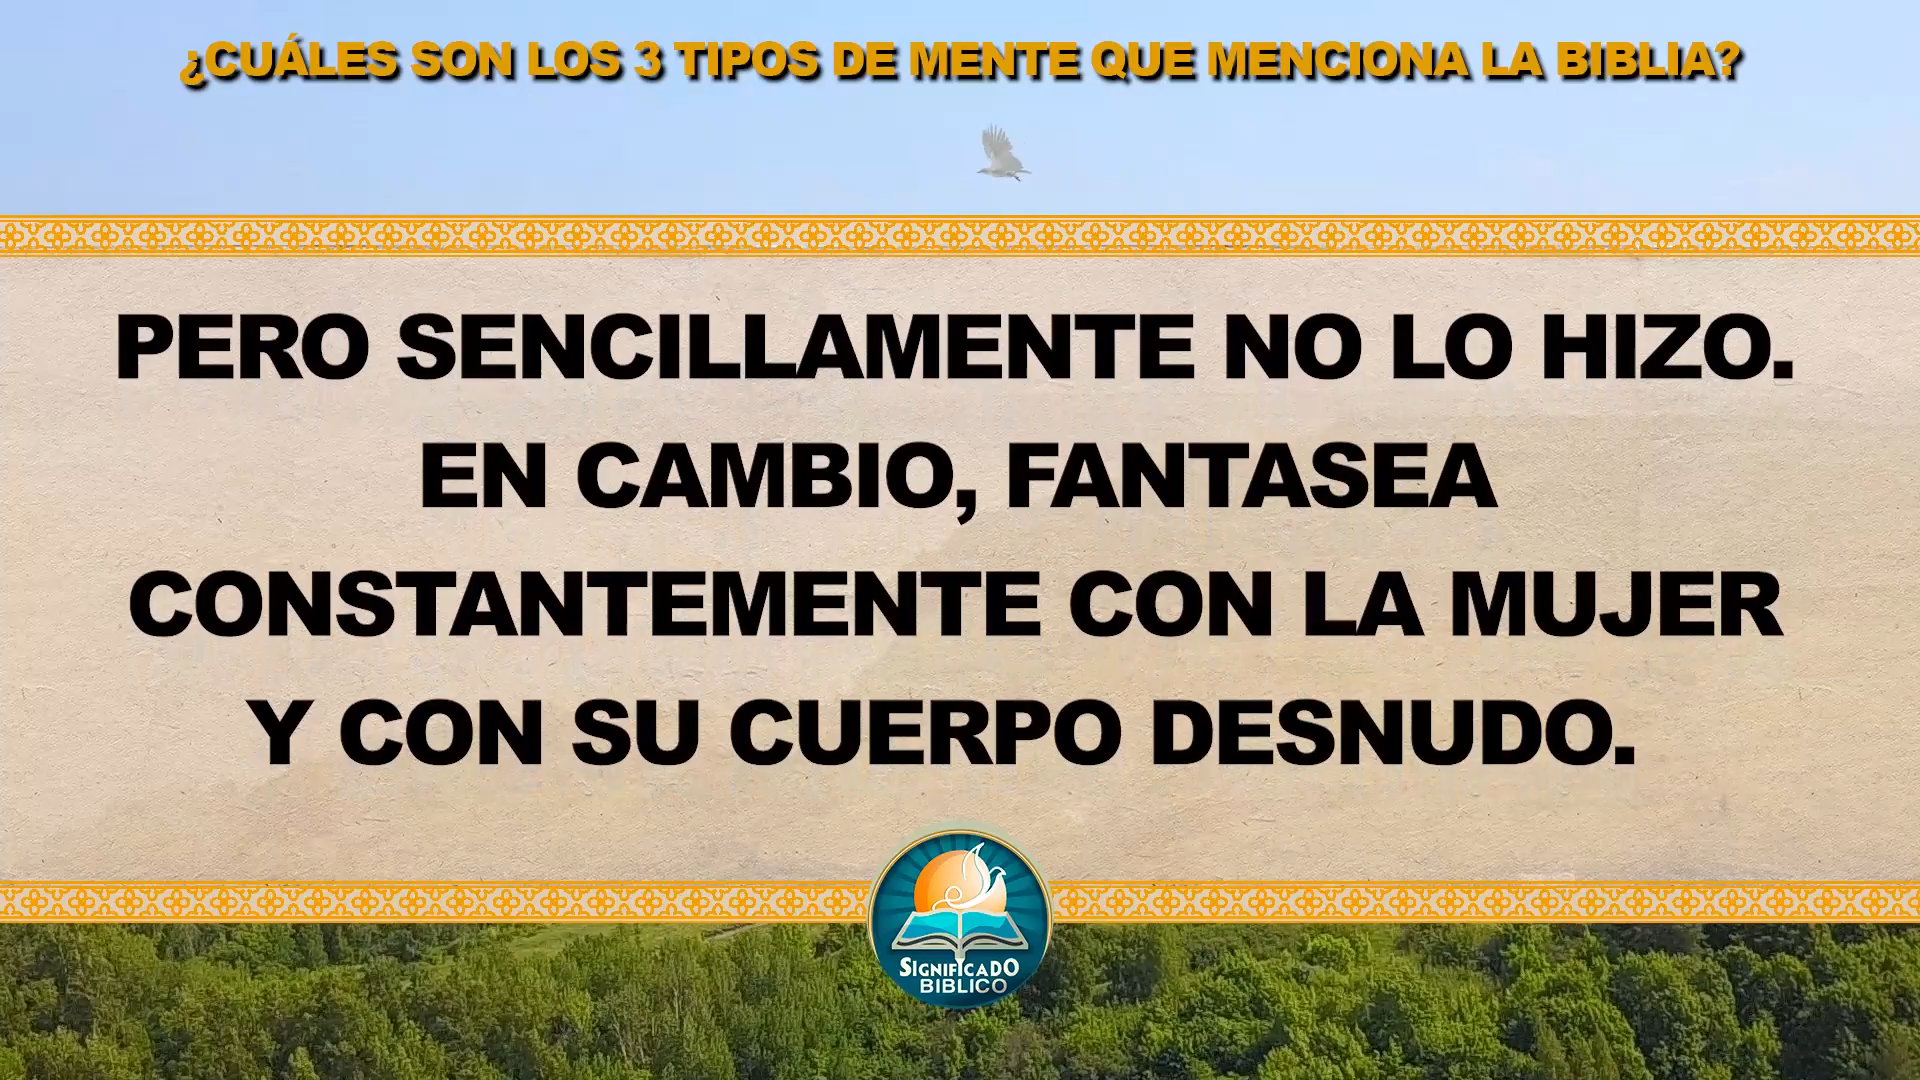 ¿CUÁLES SON LOS 3 TIPOS DE MENTE QUE MENCIONA LA BIBLIA?
PERO SENCILLAMENTE NO LO HIZO.
EN CAMBIO, FANTASEA
CONSTANTEMENTE CON LA MUJER
Y CON SU CUERPO DESNUDO.
SIGNIFICADO
BIBLICO